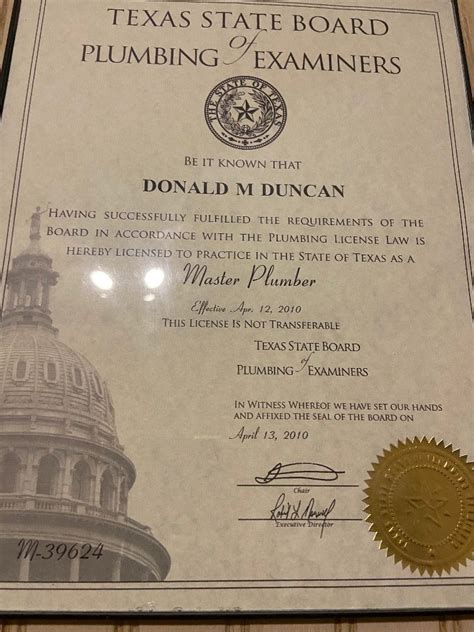 TEXAS STATE BOARD
of
PLUMBING EXAMINERS
THE STATE OF TEXAS
BE IT KNOWN THAT
DONALD M DUNCAN
HAVING SUCCESSFULLY FULFILLED THE REQUIREMENTS OF THE
BOARD IN ACCORDANCE WITH THE PLUMBING LICENSE LAW IS
HEREBY LICENSED TO PRACTICE IN THE STATE OF TEXAS AS A
Master Plumber
Effective Apr. 12, 2010
THIS LICENSE IS NOT TRANSFERABLE
TEXAS STATE BOARD
of
PLUMBING EXAMINERS
IN WITNESS WHEREOF WE HAVE SET OUR HANDS
AND AFFIXED THE SEAL OF THE BOARD ON
April 13, 2010
Chair
Executive Director
M-39624